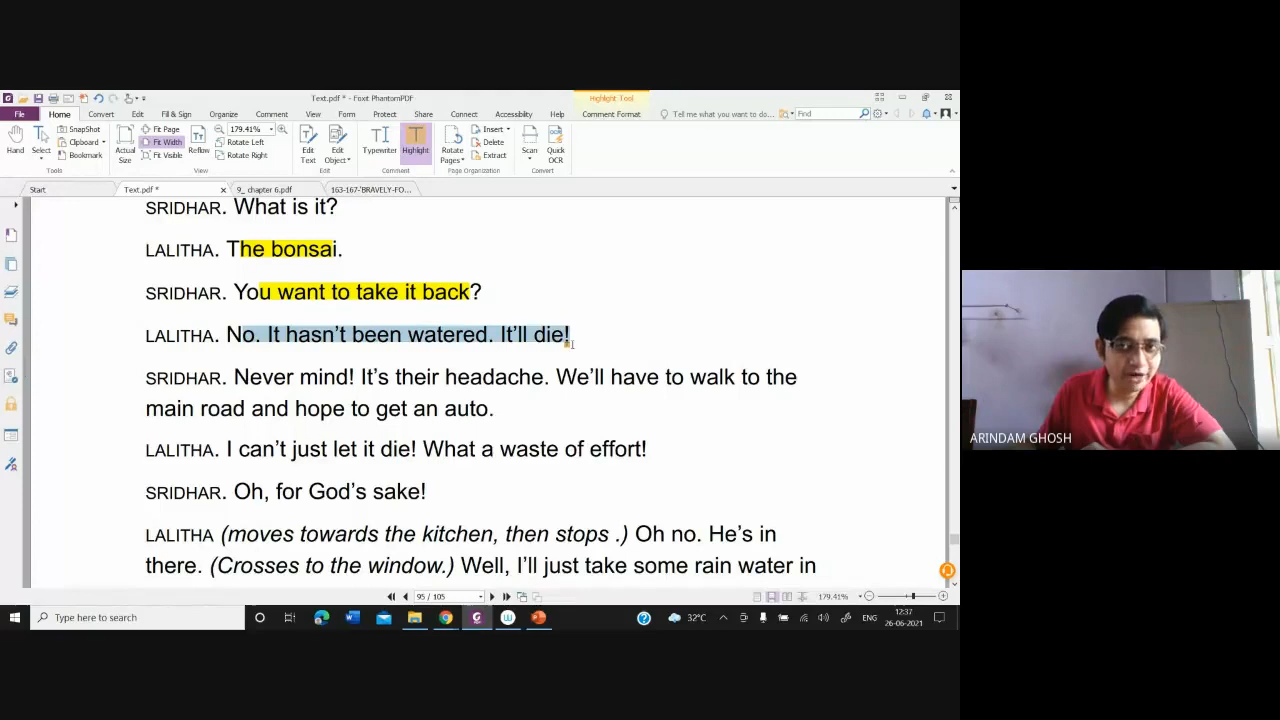 Text.pdf * - Foxit PhantomPDF
Highlight Tool
File Home Convert Edit Fill & Sign Organize Comment View Form Protect Share Connect Accessibility Help Comment Format Tell me what you want to do... Find
Hand Select SnapShot Clipboard Bookmark Actual Size Fit Page Fit Width Fit Visible Reflow 179.41% Rotate Left Rotate Right Edit Text Edit Object Typewriter Highlight Rotate Pages Insert Delete Extract Scan Quick OCR
Tools View Edit Comment Page Organization Convert
Start Text.pdf * 9_ chapter 6.pdf 163-167-'BRAVELY-FO...
SRIDHAR. What is it?
LALITHA. The bonsai.
SRIDHAR. You want to take it back?
LALITHA. No. It hasn't been watered. It'll die!
SRIDHAR. Never mind! It's their headache. We'll have to walk to the
main road and hope to get an auto.
LALITHA. I can't just let it die! What a waste of effort!
SRIDHAR. Oh, for God's sake!
LALITHA (moves towards the kitchen, then stops .) Oh no. He's in
there. (Crosses to the window.) Well, I'll just take some rain water in
95 / 105 179.41%
Type here to search 32°C ENG 12:37
26-06-2021
ARINDAM GHOSH